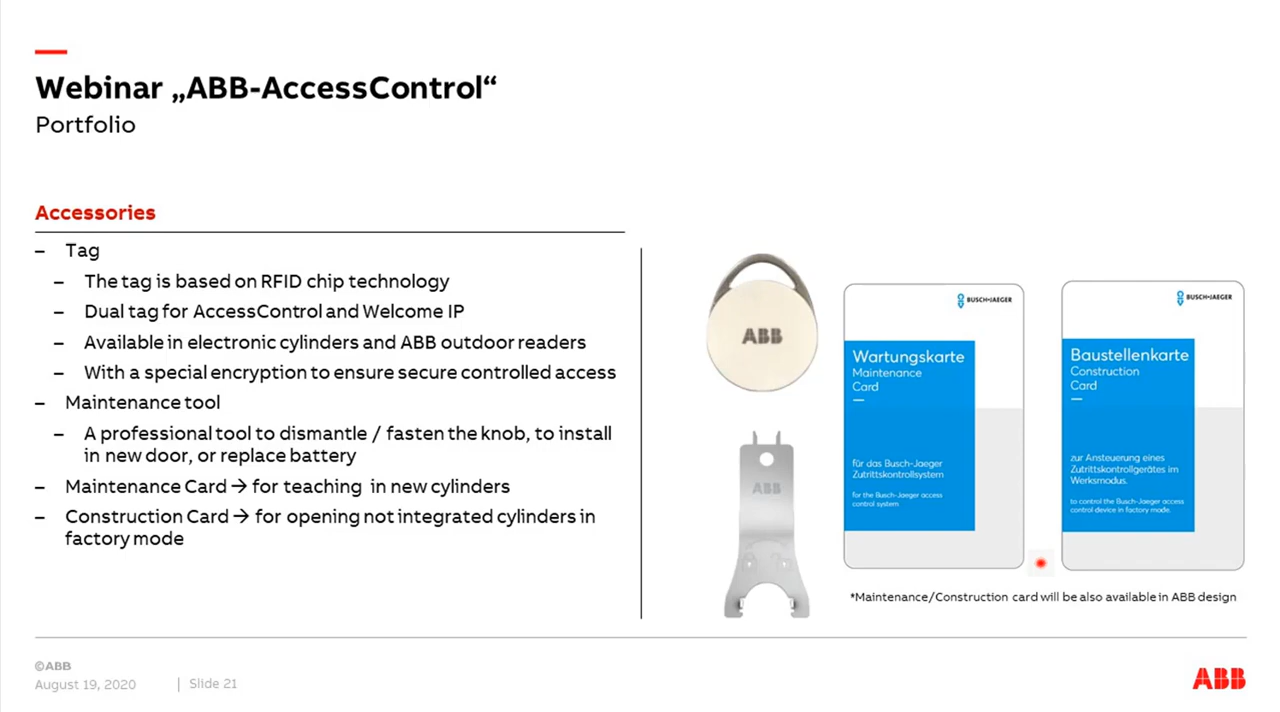 Webinar „ABB-AccessControl“
Portfolio
Accessories
– Tag
– The tag is based on RFID chip technology
– Dual tag for AccessControl and Welcome IP
– Available in electronic cylinders and ABB outdoor readers
– With a special encryption to ensure secure controlled access
– Maintenance tool
– A professional tool to dismantle / fasten the knob, to install
in new door, or replace battery
– Maintenance Card → for teaching in new cylinders
– Construction Card → for opening not integrated cylinders in
factory mode
ABB
ABB
BUSCH-JAEGER
Wartungskarte
Maintenance
Card
für das Busch-Jaeger
Zutrittskontrollsystem
for the Busch-Jaeger access
control system
BUSCH-JAEGER
Baustellenkarte
Construction
Card
zur Ansteuerung eines
Zutrittskontrollgerätes im
Werksmodus.
to control the Busch-Jaeger access
control device in factory mode.
*Maintenance/Construction card will be also available in ABB design
©ABB
August 19, 2020 | Slide 21
ABB